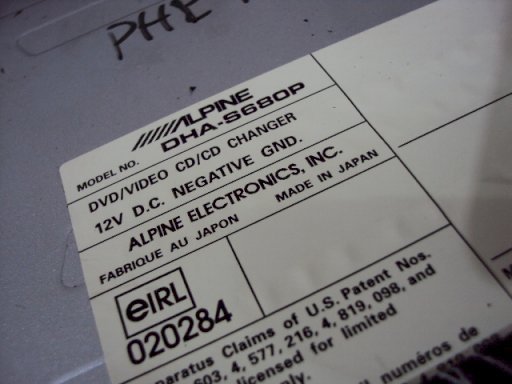 PHE
ALPINE
MODEL NO. DHA-S680P
DVD/VIDEO CD/CD CHANGER
12V D.C. NEGATIVE GND.
ALPINE ELECTRONICS, INC.
FABRIQUE AU JAPON MADE IN JAPAN
eIRL
020284
paratus Claims of U.S. Patent Nos.
603, 4, 577, 216, 4, 819, 098, and
licensed for limited
only.
numéros de